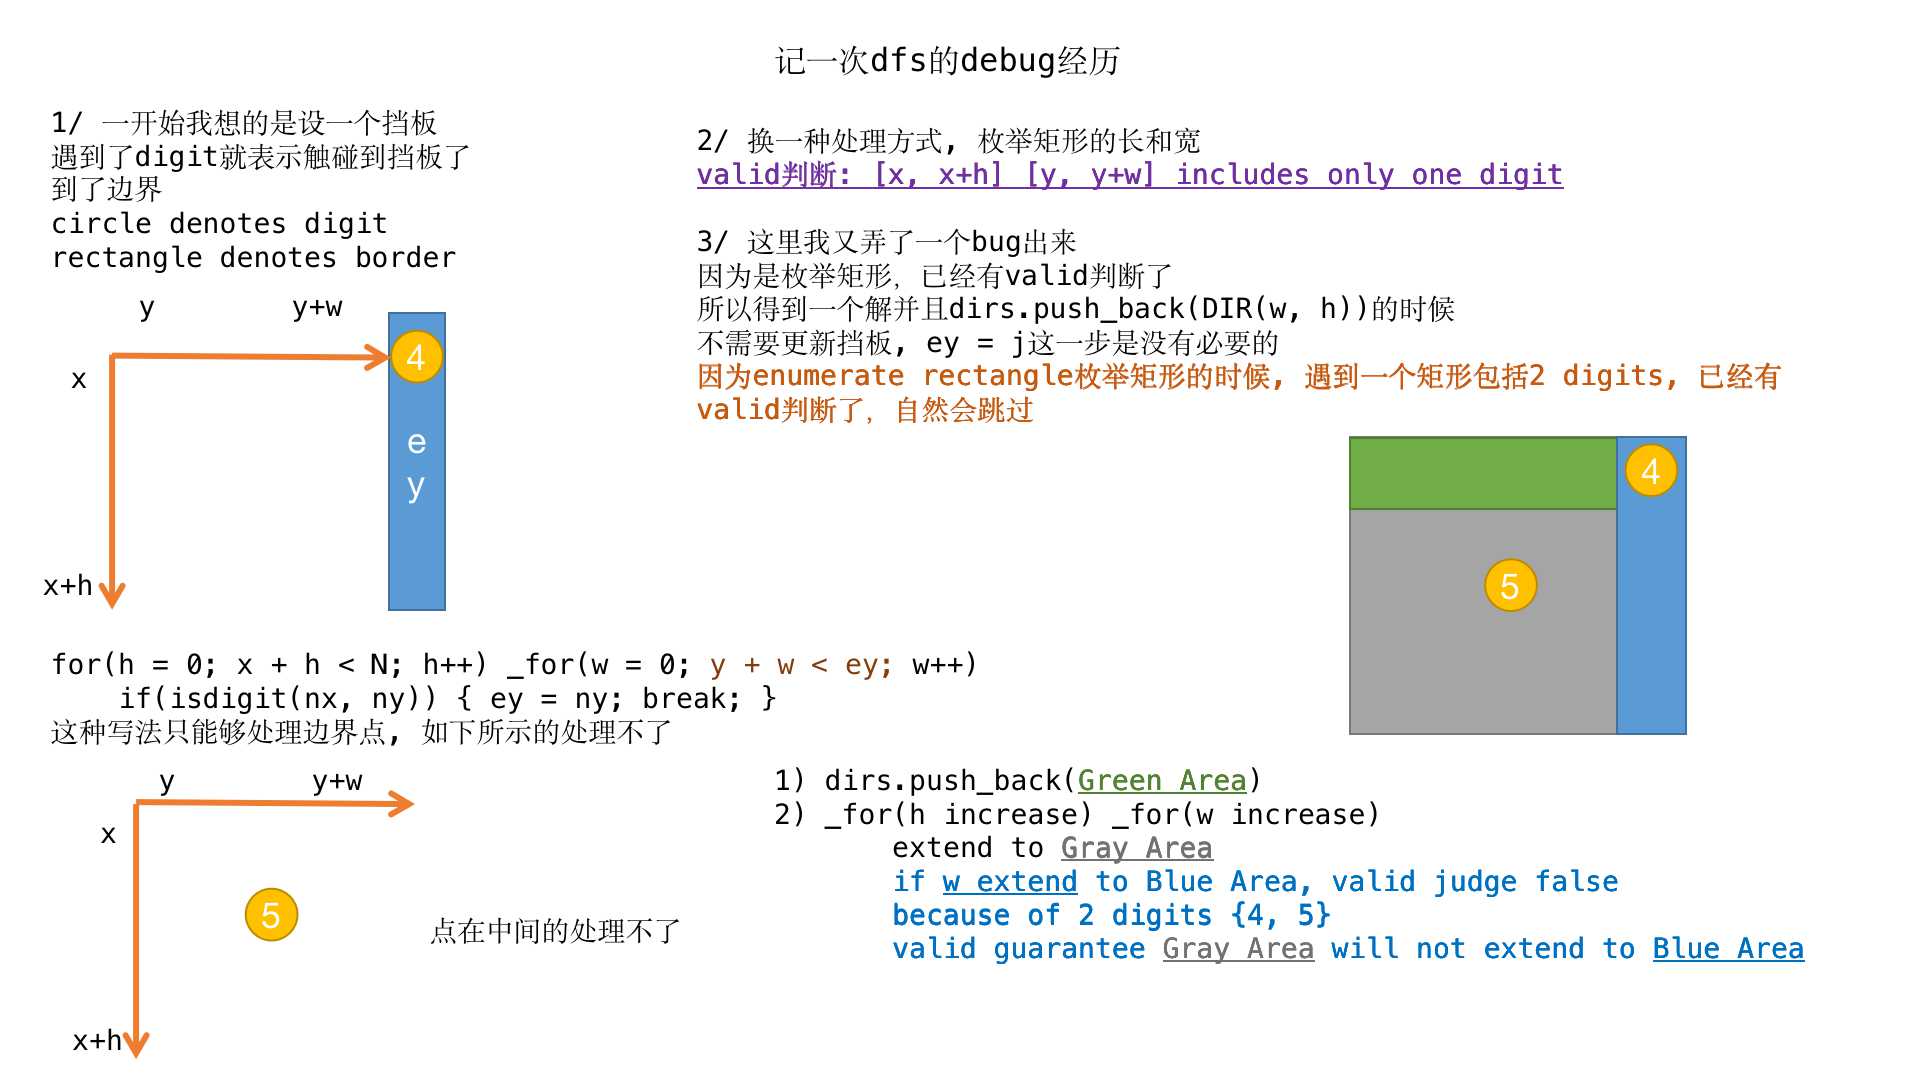 记一次dfs的debug经历
1/ 一开始我想的是设一个挡板
遇到了digit就表示触碰到挡板了
到了边界
circle denotes digit
rectangle denotes border
y
y+w
x
4
e
y
x+h
for(h = 0; x + h < N; h++) _for(w = 0; y + w < ey; w++)
if(isdigit(nx, ny)) { ey = ny; break; }
这种写法只能够处理边界点, 如下所示的处理不了
y
y+w
x
5
点在中间的处理不了
x+h
2/ 换一种处理方式, 枚举矩形的长和宽
valid判断: [x, x+h] [y, y+w] includes only one digit
3/ 这里我又弄了一个bug出来
因为是枚举矩形, 已经有valid判断了
所以得到一个解并且dirs.push_back(DIR(w, h))的时候
不需要更新挡板, ey = j这一步是没有必要的
因为enumerate rectangle枚举矩形的时候, 遇到一个矩形包括2 digits, 已经有
valid判断了, 自然会跳过
4
5
1) dirs.push_back(Green Area)
2) _for(h increase) _for(w increase)
extend to Gray Area
if w extend to Blue Area, valid judge false
because of 2 digits {4, 5}
valid guarantee Gray Area will not extend to Blue Area